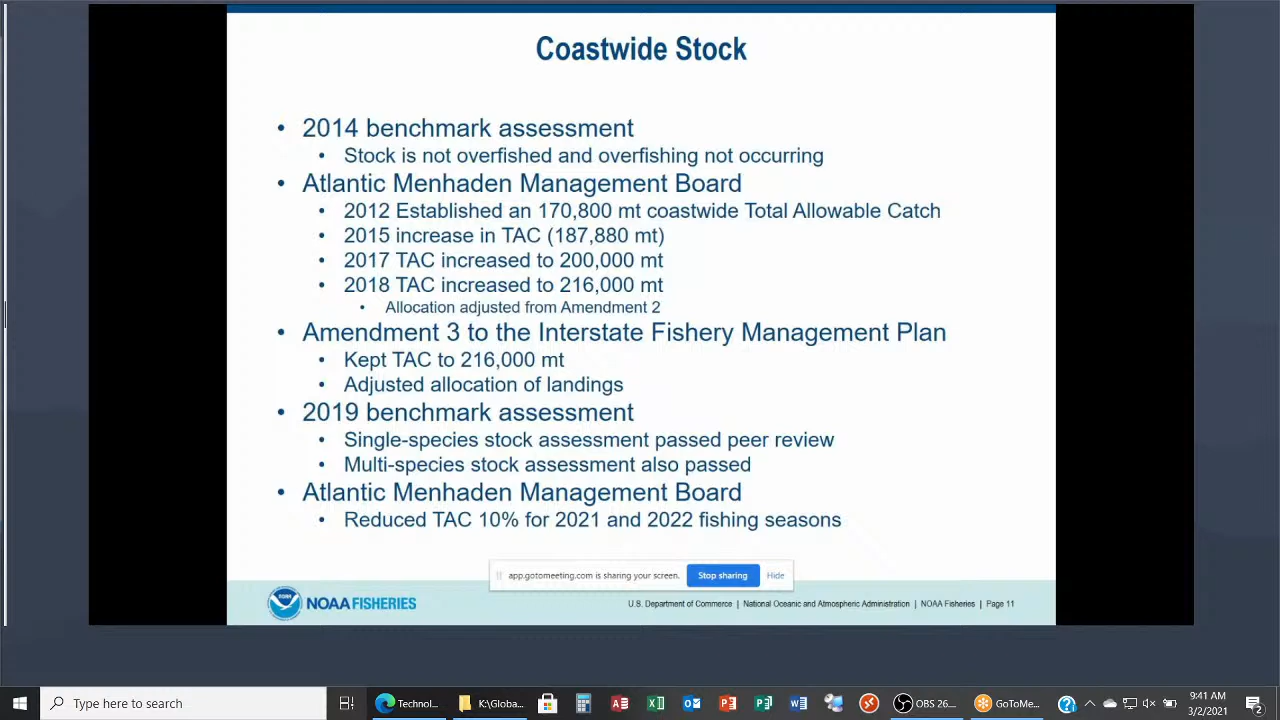 Coastwide Stock
• 2014 benchmark assessment
• Stock is not overfished and overfishing not occurring
• Atlantic Menhaden Management Board
• 2012 Established an 170,800 mt coastwide Total Allowable Catch
• 2015 increase in TAC (187,880 mt)
• 2017 TAC increased to 200,000 mt
• 2018 TAC increased to 216,000 mt
• Allocation adjusted from Amendment 2
• Amendment 3 to the Interstate Fishery Management Plan
• Kept TAC to 216,000 mt
• Adjusted allocation of landings
• 2019 benchmark assessment
• Single-species stock assessment passed peer review
• Multi-species stock assessment also passed
• Atlantic Menhaden Management Board
• Reduced TAC 10% for 2021 and 2022 fishing seasons
app.gotomeeting.com is sharing your screen. Stop sharing Hide
NOAA
NOAA FISHERIES
U.S. Department of Commerce | National Oceanic and Atmospheric Administration | NOAA Fisheries | Page 11
Type here to search Technol... K:\Globa... OBS 26.... GoToMe...
9:41 AM
3/2/2021
2